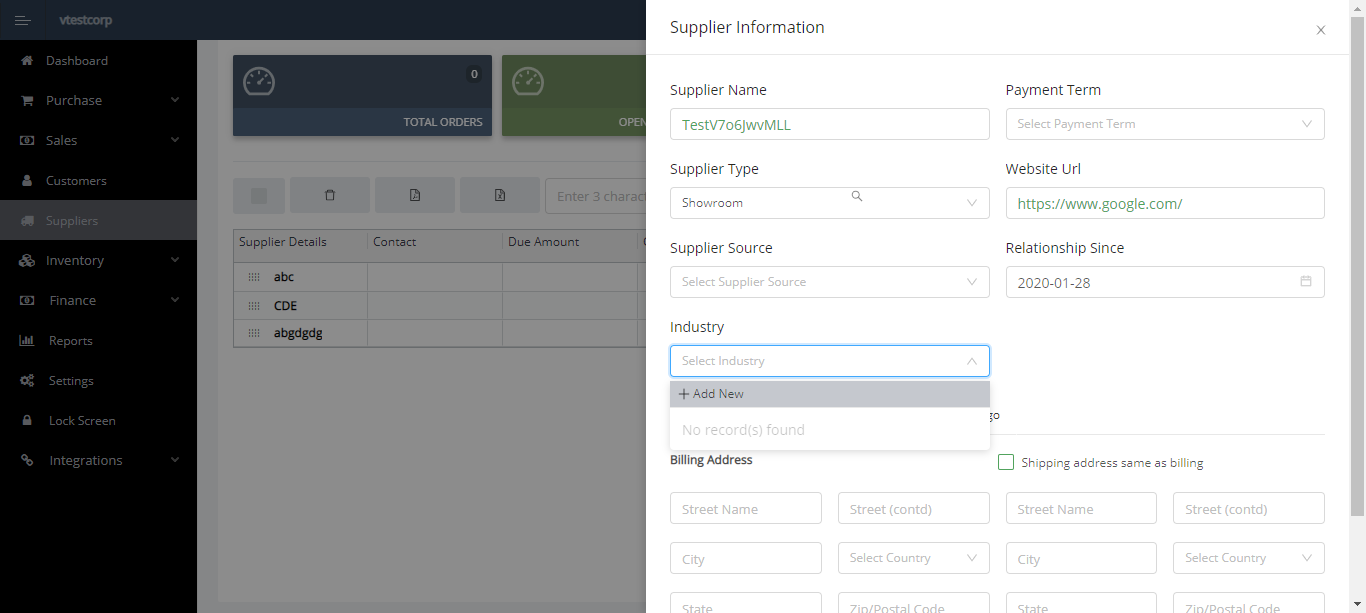 vtestcorp
Dashboard
Purchase
Sales
Customers
Suppliers
Inventory
Finance
Reports
Settings
Lock Screen
Integrations
0
TOTAL ORDERS
OPEN
Enter 3 charac
Supplier Details Contact Due Amount
abc
CDE
abgdgdg
Supplier Information
Supplier Name Payment Term
TestV7o6JwvMLL Select Payment Term
Supplier Type Website Url
Showroom https://www.google.com/
Supplier Source Relationship Since
Select Supplier Source 2020-01-28
Industry
Select Industry
+ Add New
go
No record(s) found
Billing Address Shipping address same as billing
Street Name Street (contd) Street Name Street (contd)
City Select Country City Select Country
State Zip/Postal Code State Zip/Postal Code